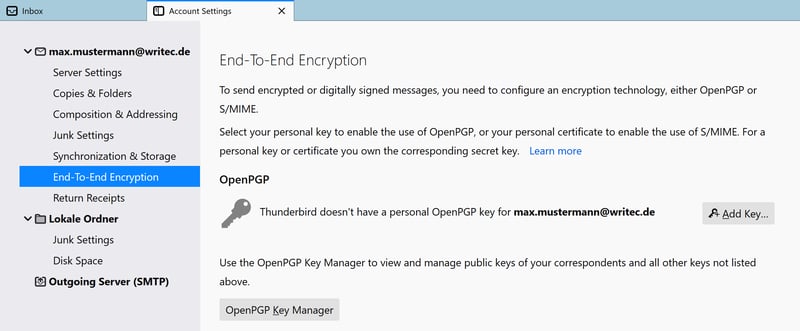 Inbox
Account Settings
max.mustermann@writec.de
Server Settings
Copies & Folders
Composition & Addressing
Junk Settings
Synchronization & Storage
End-To-End Encryption
Return Receipts
Lokale Ordner
Junk Settings
Disk Space
Outgoing Server (SMTP)
End-To-End Encryption
To send encrypted or digitally signed messages, you need to configure an encryption technology, either OpenPGP or
S/MIME.
Select your personal key to enable the use of OpenPGP, or your personal certificate to enable the use of S/MIME. For a
personal key or certificate you own the corresponding secret key. Learn more
OpenPGP
Thunderbird doesn't have a personal OpenPGP key for max.mustermann@writec.de
Add Key...
Use the OpenPGP Key Manager to view and manage public keys of your correspondents and all other keys not listed
above.
OpenPGP Key Manager